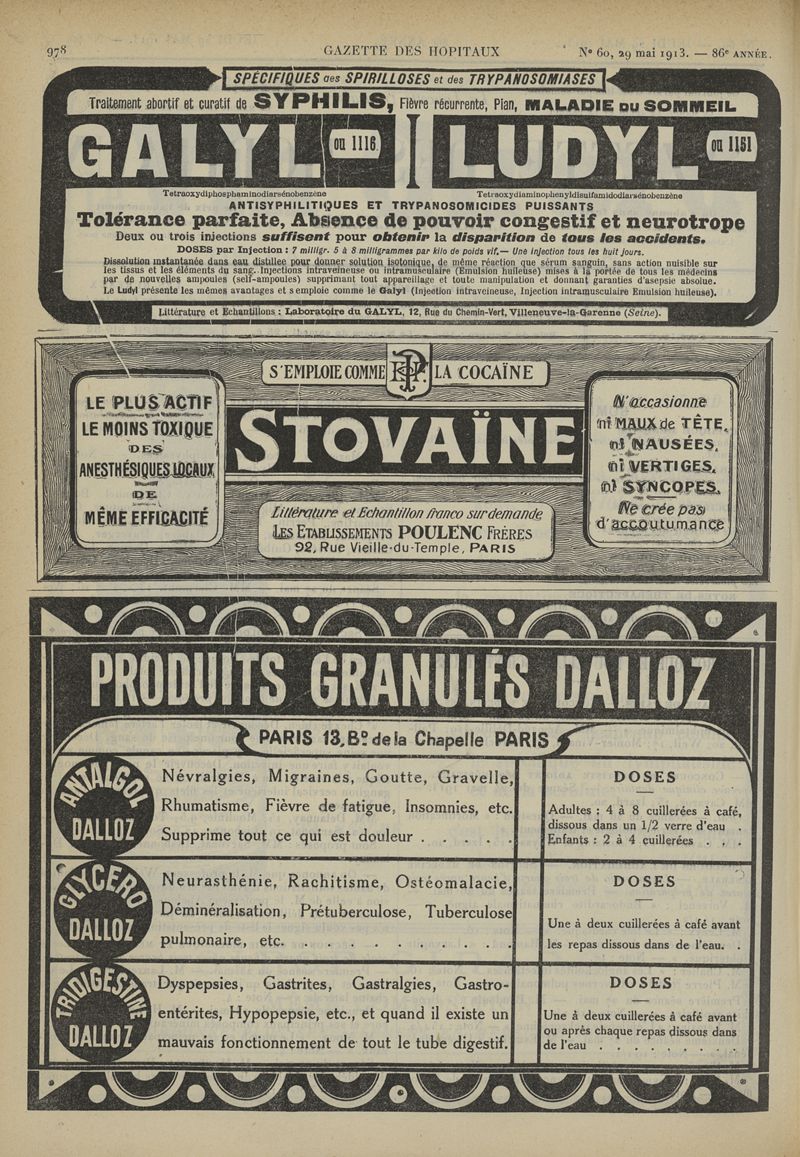 978 GAZETTE DES HOPITAUX N° 60, 29 mai 1913. — 86e ANNÉE.
SPÉCIFIQUES des SPIRILLOSES et des TRYPANOSOMIASES
Traitement abortif et curatif de SYPHILIS, Fièvre récurrente, Pian, MALADIE DU SOMMEIL
GALYL ou 1116
LUDYL ou 1151
Tetraoxydiphosphaminodiarsénobenzène
Tetraoxydiaminophenyldisulfamidodiarsénobenzène
ANTISYPHILITIQUES ET TRYPANOSOMICIDES PUISSANTS
Tolérance parfaite, Absence de pouvoir congestif et neurotrope
Deux ou trois injections suffisent pour obtenir la disparition de tous les accidents.
DOSES par Injection : 7 milligr. 5 à 8 milligrammes par kilo de poids vif. — Une injection tous les huit jours.
Dissolution instantanée dans eau distillée pour donner solution isotonique, de même réaction que sérum sanguin, sans action nuisible sur
les tissus et les éléments du sang. Injections intraveineuse ou intramusculaire (Emulsion huileuse) mises à la portée de tous les médecins
par de nouvelles ampoules (self-ampoules) supprimant tout appareillage et toute manipulation et donnant garanties d'asepsie absolue.
Le Ludyl présente les mêmes avantages et s'emploie comme le Galyl (Injection intraveineuse, Injection intramusculaire Emulsion huileuse).
Littérature et Echantillons : Laboratoire du GALYL, 12, Rue du Chemin-Vert, Villeneuve-la-Garenne (Seine).
S'EMPLOIE COMME PF LA COCAÏNE
LE PLUS ACTIF
LE MOINS TOXIQUE
DES
ANESTHÉSIQUES LOCAUX
DE
MÊME EFFICACITÉ
STOVAÏNE
Littérature et Echantillon franco sur demande
LES ETABLISSEMENTS POULENC FRÈRES
92, Rue Vieille-du-Temple, PARIS
N'occasionne
ni MAUX de TÊTE,
ni NAUSÉES,
ni VERTIGES,
ni SYNCOPES.
Ne crée pas
d'accoutumance
PRODUITS GRANULÉS DALLOZ
PARIS 13, Bd de la Chapelle PARIS
ANTALGOL
DALLOZ
Névralgies, Migraines, Goutte, Gravelle,
Rhumatisme, Fièvre de fatigue, Insomnies, etc.
Supprime tout ce qui est douleur . . . . .
DOSES
Adultes : 4 à 8 cuillerées à café,
dissous dans un 1/2 verre d'eau .
Enfants : 2 à 4 cuillerées . . .
GLYCERO
DALLOZ
Neurasthénie, Rachitisme, Ostéomalacie,
Déminéralisation, Prétuberculose, Tuberculose
pulmonaire, etc. . . . . . . . . . .
DOSES
Une à deux cuillerées à café avant
les repas dissous dans de l'eau. .
TRIDIGESTINE
DALLOZ
Dyspepsies, Gastrites, Gastralgies, Gastro-
entérites, Hypopepsie, etc., et quand il existe un
mauvais fonctionnement de tout le tube digestif.
DOSES
Une à deux cuillerées à café avant
ou après chaque repas dissous dans
de l'eau . . . . . . . .